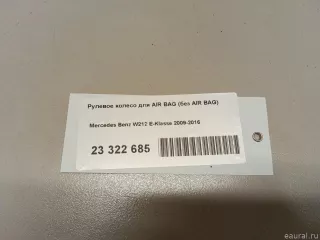 Рулевое колесо для AIR BAG (без AIR BAG)
Mercedes Benz W212 E-Klasse 2009-2016
23 322 685
eaural.ru